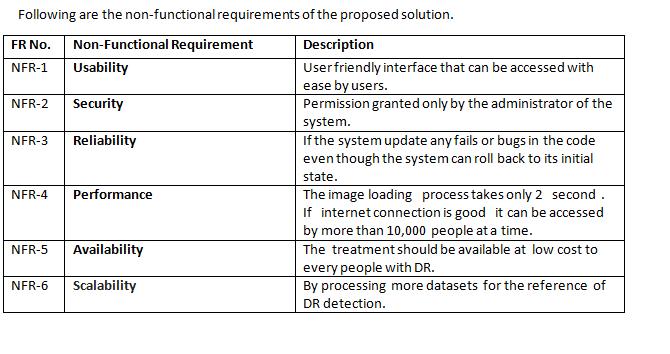 Following are the non-functional requirements of the proposed solution.
FR No. Non-Functional Requirement Description
NFR-1 Usability User friendly interface that can be accessed with
ease by users.
NFR-2 Security Permission granted only by the administrator of the
system.
NFR-3 Reliability If the system update any fails or bugs in the code
even though the system can roll back to its initial
state.
NFR-4 Performance The image loading process takes only 2 second .
If internet connection is good it can be accessed
by more than 10,000 people at a time.
NFR-5 Availability The treatment should be available at low cost to
every people with DR.
NFR-6 Scalability By processing more datasets for the reference of
DR detection.